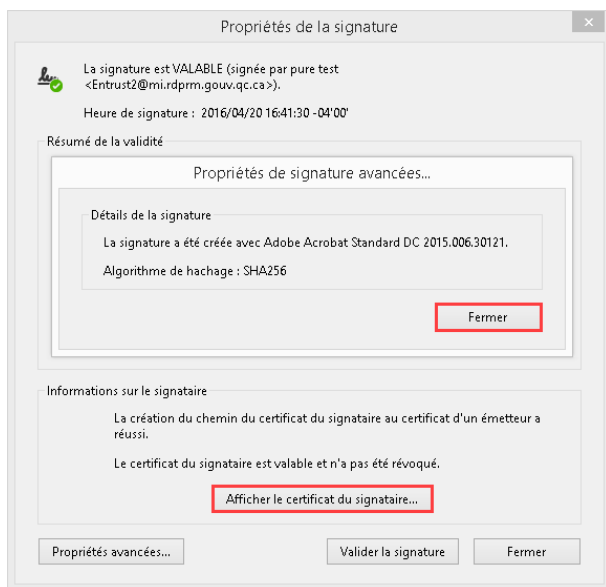 Propriétés de la signature
La signature est VALABLE (signée par pure test
<Entrust2@mi.rdprm.gouv.qc.ca>).
Heure de signature : 2016/04/20 16:41:30 -04'00'
Résumé de la validité
Propriétés de signature avancées...
Détails de la signature
La signature a été créée avec Adobe Acrobat Standard DC 2015.006.30121.
Algorithme de hachage : SHA256
Fermer
Informations sur le signataire
La création du chemin du certificat du signataire au certificat d'un émetteur a
réussi.
Le certificat du signataire est valable et n'a pas été révoqué.
Afficher le certificat du signataire...
Propriétés avancées...
Valider la signature
Fermer